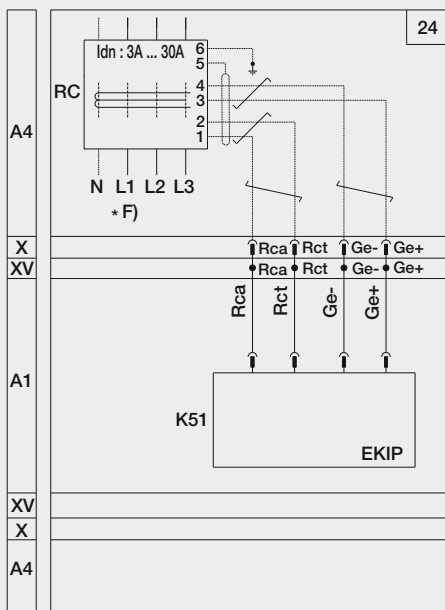 24
Idn : 3A ... 30A
6
5
4
3
2
1
RC
A4
N L1 L2 L3
* F)
X
Rca Rct Ge- Ge+
XV
Rca Rct Ge- Ge+
Rca Rct Ge- Ge+
A1
K51
EKIP
XV
X
A4